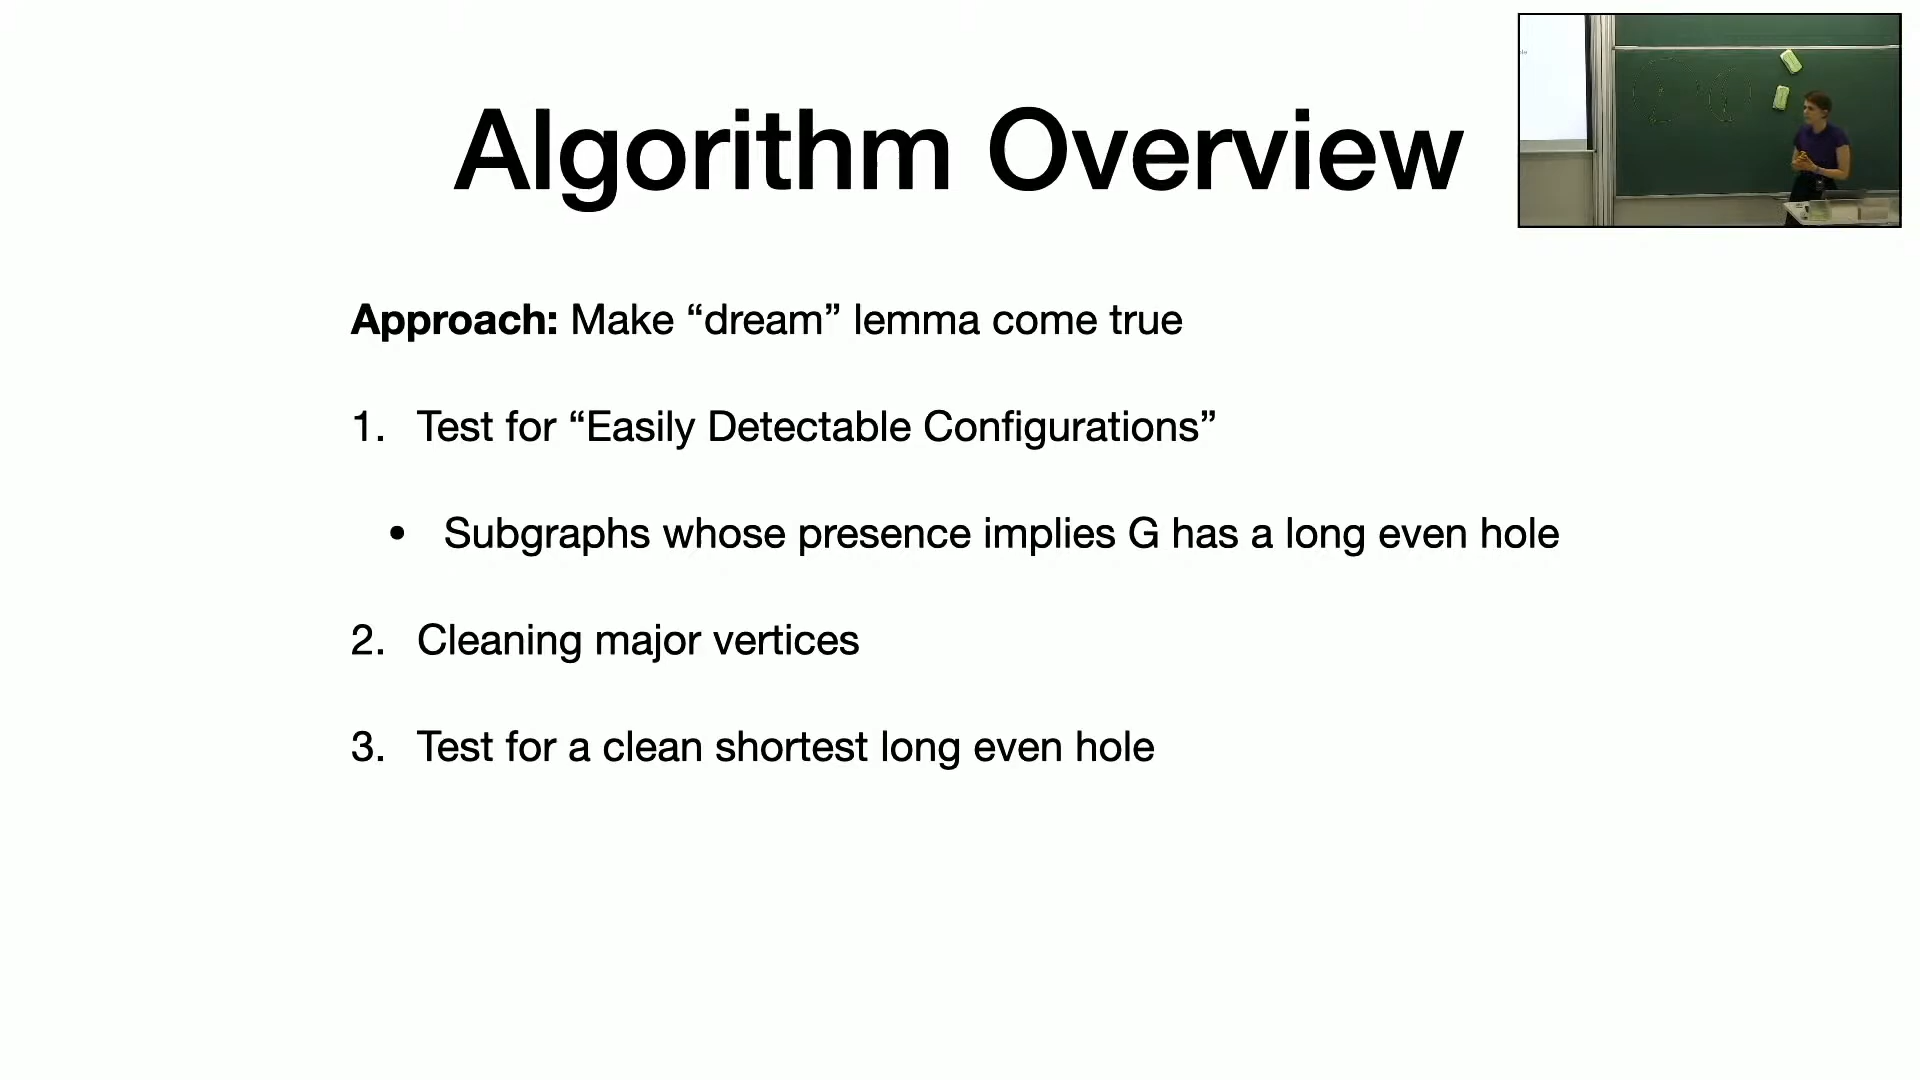 Algorithm Overview
Approach: Make “dream” lemma come true
1. Test for “Easily Detectable Configurations”
• Subgraphs whose presence implies G has a long even hole
2. Cleaning major vertices
3. Test for a clean shortest long even hole